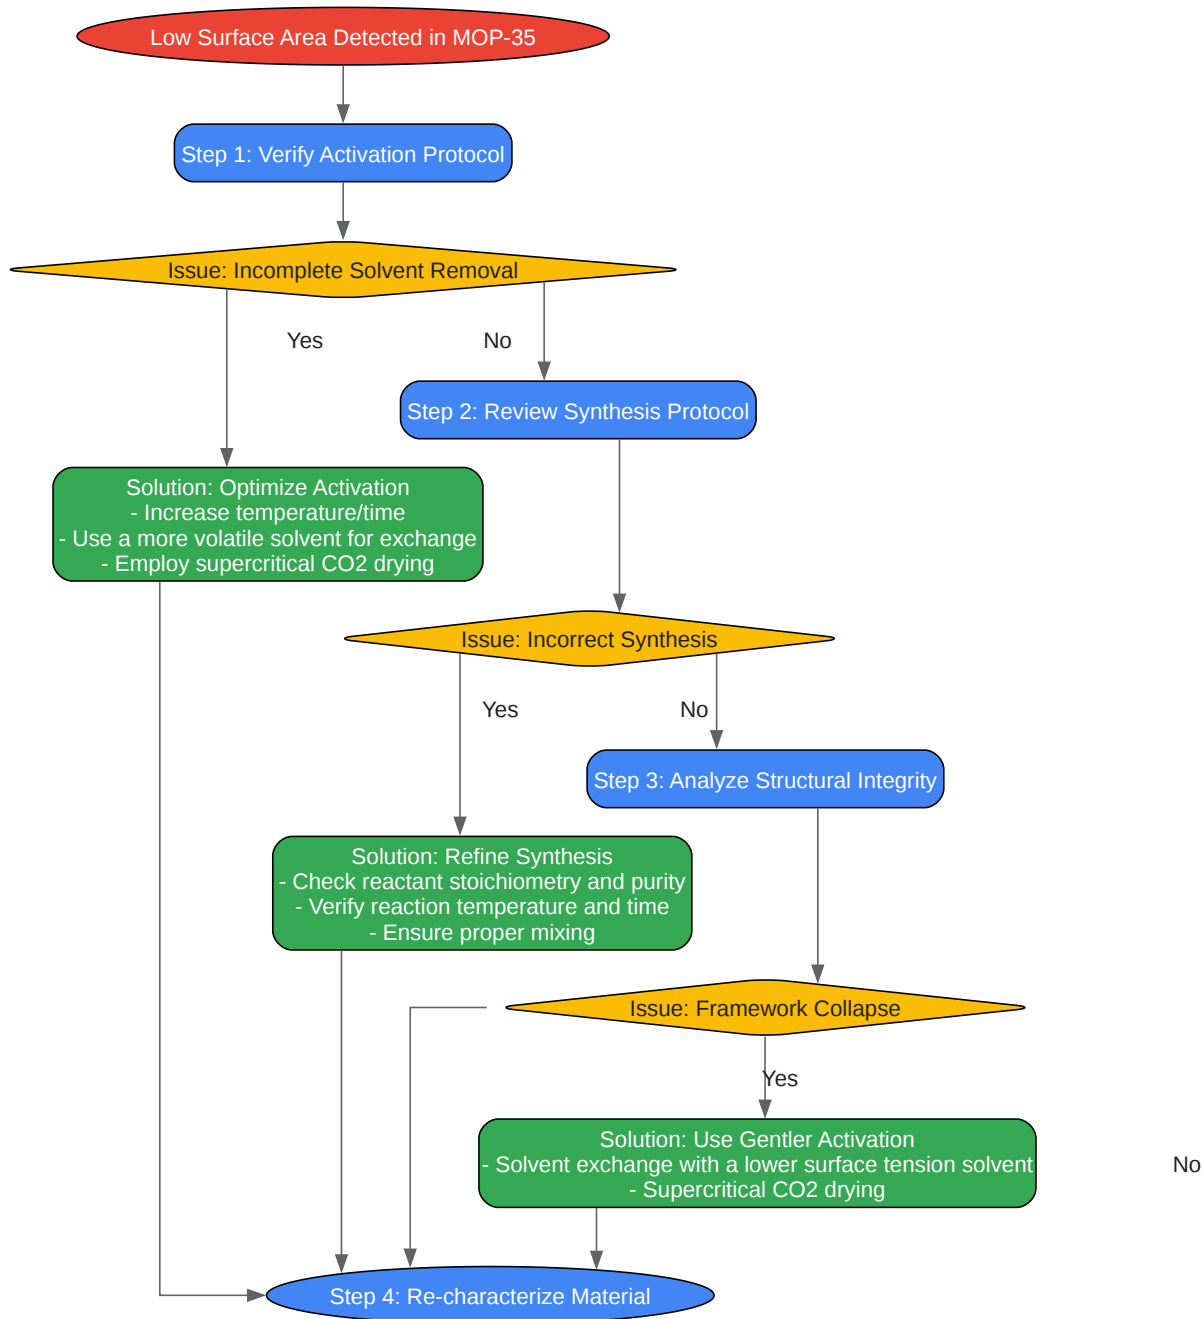 Low Surface Area Detected in MOP-35
Step 1: Verify Activation Protocol
Issue: Incomplete Solvent Removal
Yes
No
Step 2: Review Synthesis Protocol
Solution: Optimize Activation
- Increase temperature/time
- Use a more volatile solvent for exchange
- Employ supercritical CO2 drying
Issue: Incorrect Synthesis
Yes
No
Step 3: Analyze Structural Integrity
Solution: Refine Synthesis
- Check reactant stoichiometry and purity
- Verify reaction temperature and time
- Ensure proper mixing
Issue: Framework Collapse
Yes
Solution: Use Gentler Activation
- Solvent exchange with a lower surface tension solvent
- Supercritical CO2 drying
No
Step 4: Re-characterize Material